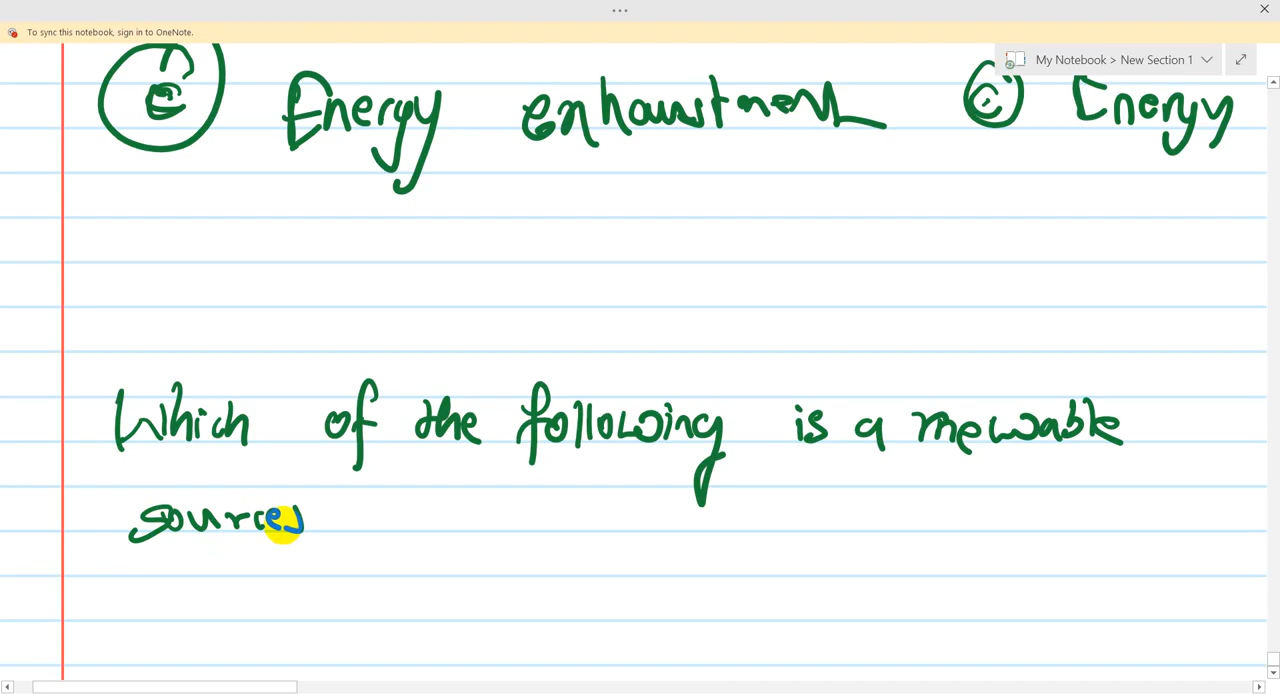 To sync this notebook, sign in to OneNote.
My Notebook > New Section 1
Energy enhaustment Energy
Which of the following is a renewable
sources